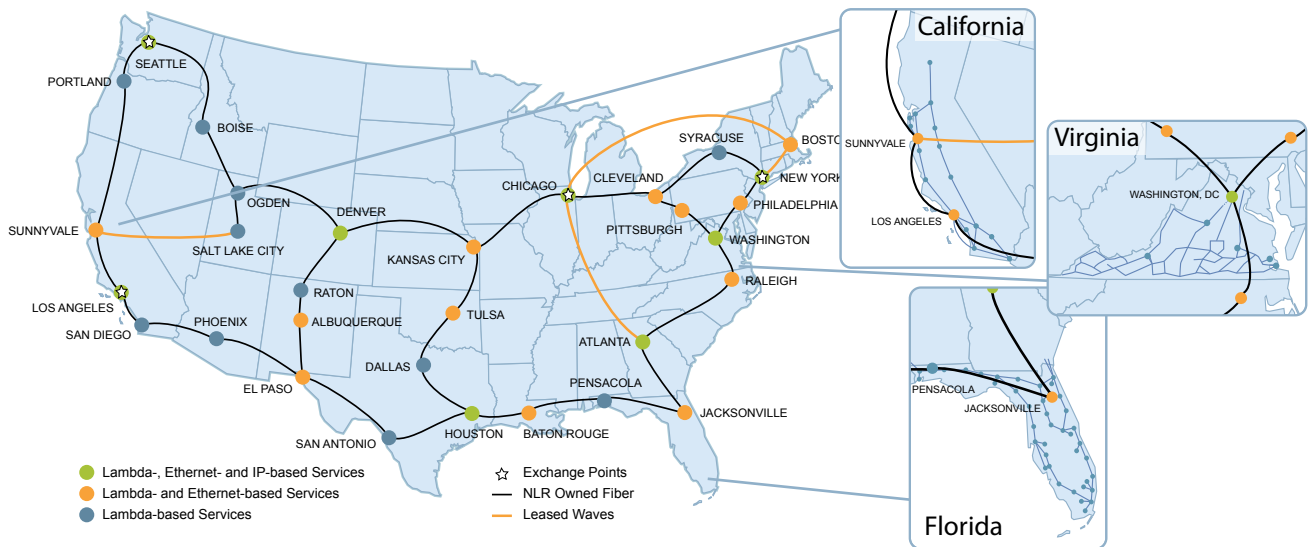 SEATTLE
PORTLAND
BOISE
OGDEN
SALT LAKE CITY
SUNNYVALE
LOS ANGELES
SAN DIEGO
PHOENIX
DENVER
RATON
ALBUQUERQUE
EL PASO
SAN ANTONIO
KANSAS CITY
TULSA
DALLAS
HOUSTON
BATON ROUGE
PENSACOLA
JACKSONVILLE
ATLANTA
RALEIGH
WASHINGTON
PHILADELPHIA
PITTSBURGH
CLEVELAND
CHICAGO
SYRACUSE
BOSTO
NEW YORK
California
SUNNYVALE
LOS ANGELES
Virginia
WASHINGTON, DC
PENSACOLA
JACKSONVILLE
Florida
Lambda-, Ethernet- and IP-based Services
Lambda- and Ethernet-based Services
Lambda-based Services
Exchange Points
NLR Owned Fiber
Leased Waves